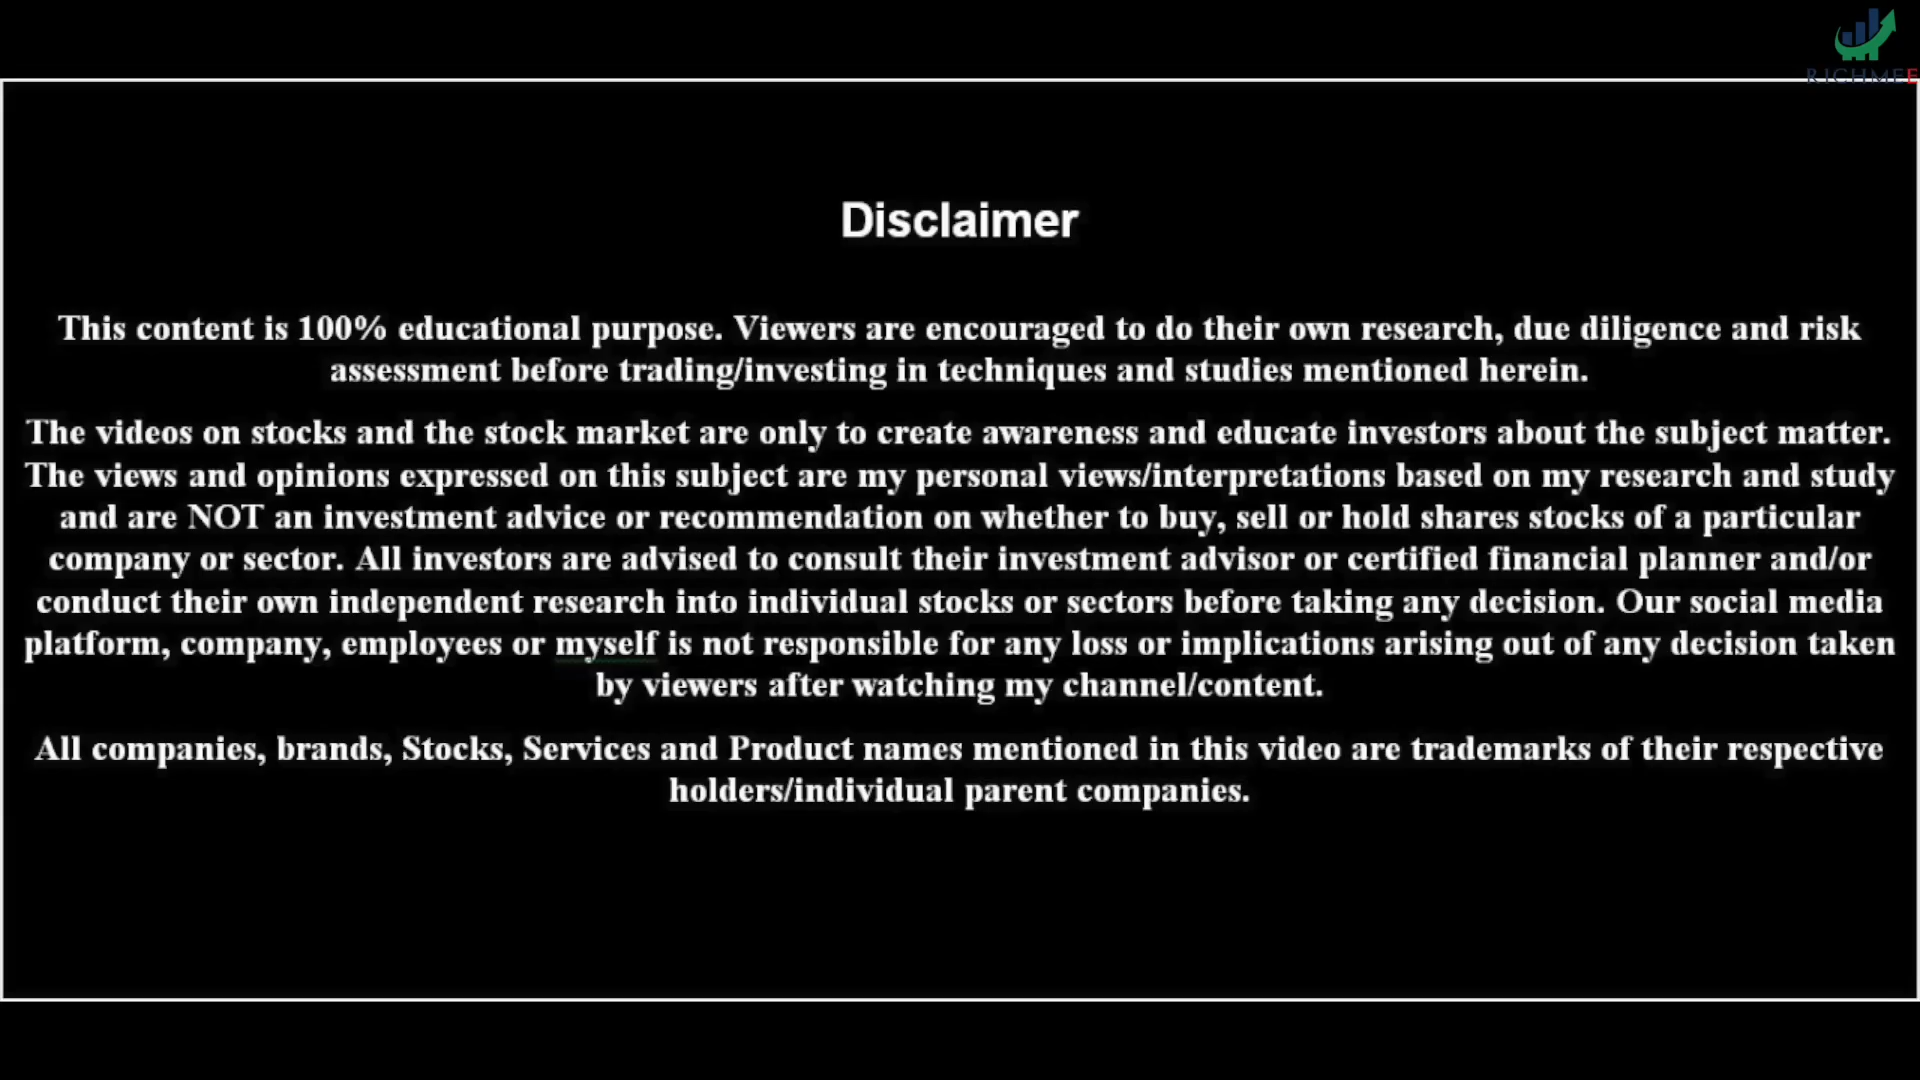 RICHMEE
Disclaimer
This content is 100% educational purpose. Viewers are encouraged to do their own research, due diligence and risk
assessment before trading/investing in techniques and studies mentioned herein.
The videos on stocks and the stock market are only to create awareness and educate investors about the subject matter.
The views and opinions expressed on this subject are my personal views/interpretations based on my research and study
and are NOT an investment advice or recommendation on whether to buy, sell or hold shares stocks of a particular
company or sector. All investors are advised to consult their investment advisor or certified financial planner and/or
conduct their own independent research into individual stocks or sectors before taking any decision. Our social media
platform, company, employees or myself is not responsible for any loss or implications arising out of any decision taken
by viewers after watching my channel/content.
All companies, brands, Stocks, Services and Product names mentioned in this video are trademarks of their respective
holders/individual parent companies.